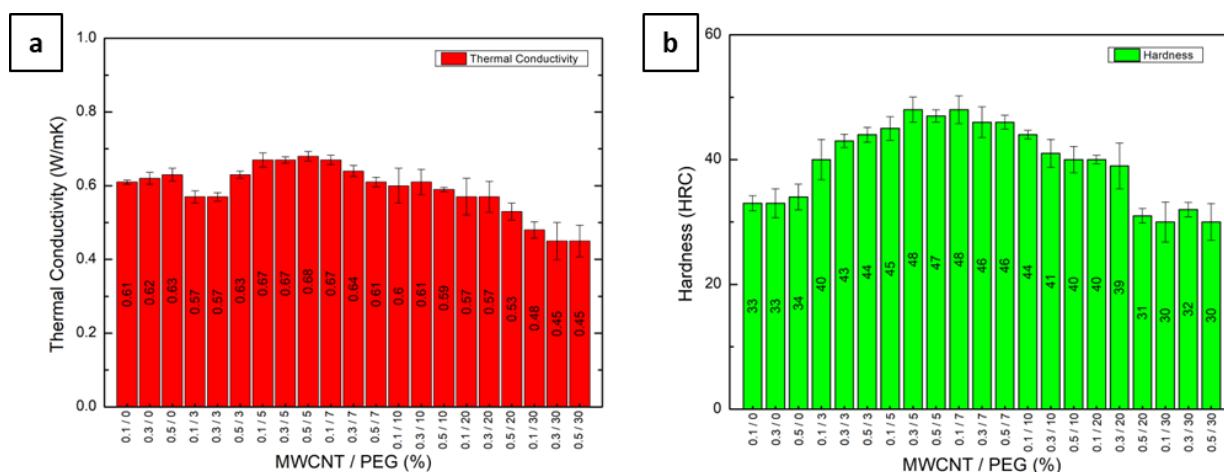 a
Thermal Conductivity (W/mK)
1.0
0.8
0.6
0.4
0.2
0.0
Thermal Conductivity
0.61
0.62
0.63
0.57
0.57
0.63
0.67
0.67
0.68
0.67
0.64
0.61
0.6
0.61
0.59
0.57
0.57
0.53
0.48
0.45
0.45
0.1 / 0
0.3 / 0
0.5 / 0
0.1 / 3
0.3 / 3
0.5 / 3
0.1 / 5
0.3 / 5
0.5 / 5
0.1 / 7
0.3 / 7
0.5 / 7
0.1 / 10
0.3 / 10
0.5 / 10
0.1 / 20
0.3 / 20
0.5 / 20
0.1 / 30
0.3 / 30
0.5 / 30
MWCNT / PEG (%)
b
Hardness (HRC)
60
40
20
0
Hardness
33
33
34
40
43
44
45
48
47
48
46
46
44
41
40
40
39
31
30
32
30
0.1 / 0
0.3 / 0
0.5 / 0
0.1 / 3
0.3 / 3
0.5 / 3
0.1 / 5
0.3 / 5
0.5 / 5
0.1 / 7
0.3 / 7
0.5 / 7
0.1 / 10
0.3 / 10
0.5 / 10
0.1 / 20
0.3 / 20
0.5 / 20
0.1 / 30
0.3 / 30
0.5 / 30
MWCNT / PEG (%)